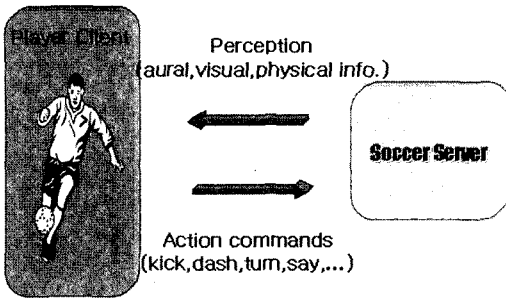 Player Client
Perception
(aural,visual,physical info.)
Soccer Server
Action commands
(kick,dash,turn,say,...)